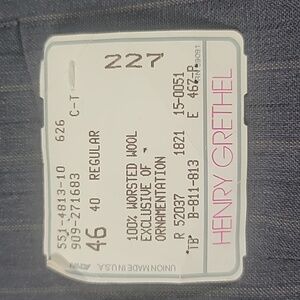 227
551-4813-10 626
909-271683 C-T
46 40 REGULAR
100% WORSTED WOOL
EXCLUSIVE OF
ORNAMENTATION
R 52037 1821 15-0051
*TB* B-811-813 E 467-P
HENRY GRETHEL
UNION MADE IN U.S.A.